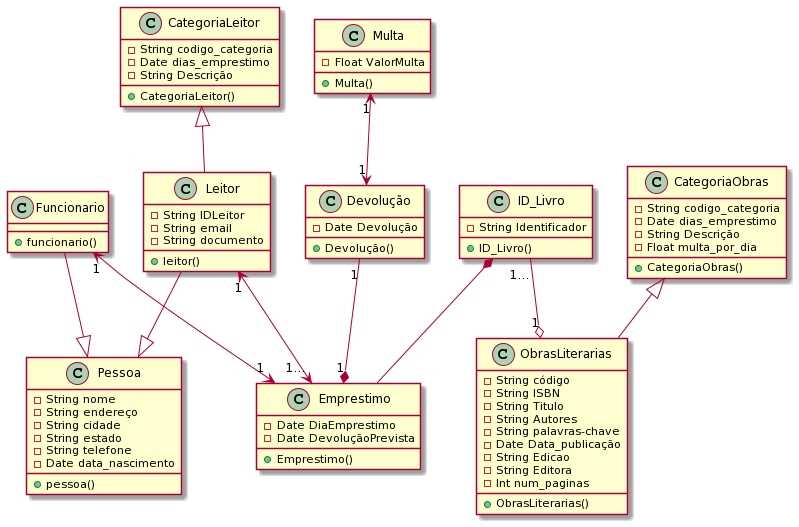 C CategoriaLeitor
String codigo_categoria
Date dias_emprestimo
String Descrição
CategoriaLeitor()
C Multa
Float ValorMulta
Multa()
1
1
C Funcionario
funcionario()
1
C Leitor
String IDLeitor
String email
String documento
leitor()
1
C Devolução
Date Devolução
Devolução()
1
C ID_Livro
String Identificador
ID_Livro()
1...
C CategoriaObras
String codigo_categoria
Date dias_emprestimo
String Descrição
Float multa_por_dia
CategoriaObras()
1
1...
1
1
C Pessoa
String nome
String endereço
String cidade
String estado
String telefone
Date data_nascimento
pessoa()
C Emprestimo
Date DiaEmprestimo
Date DevoluçãoPrevista
Emprestimo()
C ObrasLiterarias
String código
String ISBN
String Titulo
String Autores
String palavras-chave
Date Data_publicação
String Edicao
String Editora
Int num_paginas
ObrasLiterarias()